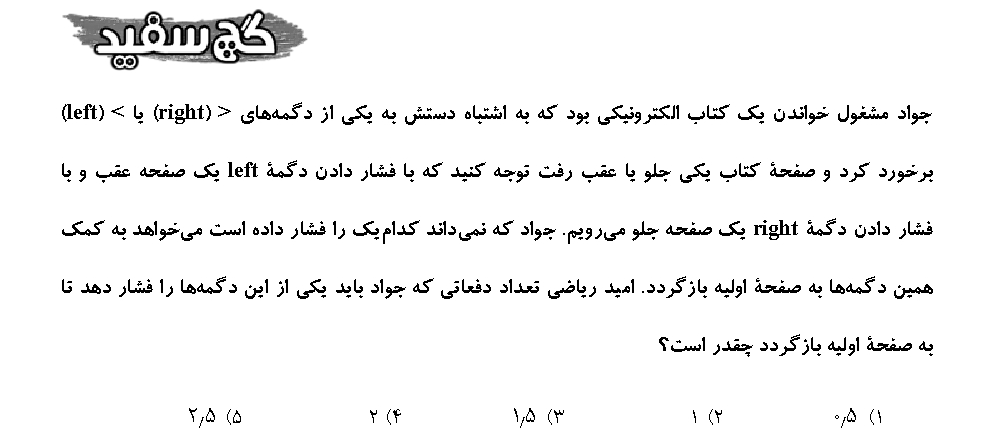 گچ سفید
جواد مشغول خواندن یک کتاب الکترونیکی بود که به اشتباه دستش به یکی از دگمه‌های < (right) یا > (left)
برخورد کرد و صفحهٔ کتاب یکی جلو یا عقب رفت توجه کنید که با فشار دادن دگمهٔ left یک صفحه عقب و با
فشار دادن دگمهٔ right یک صفحه جلو می‌رویم. جواد که نمی‌داند کدام‌یک را فشار داده است می‌خواهد به کمک
همین دگمه‌ها به صفحهٔ اولیه بازگردد. امید ریاضی تعداد دفعاتی که جواد باید یکی از این دگمه‌ها را فشار دهد تا
به صفحهٔ اولیه بازگردد چقدر است؟
۱) ۰٫۵ ۲) ۱ ۳) ۱٫۵ ۴) ۲ ۵) ۲٫۵